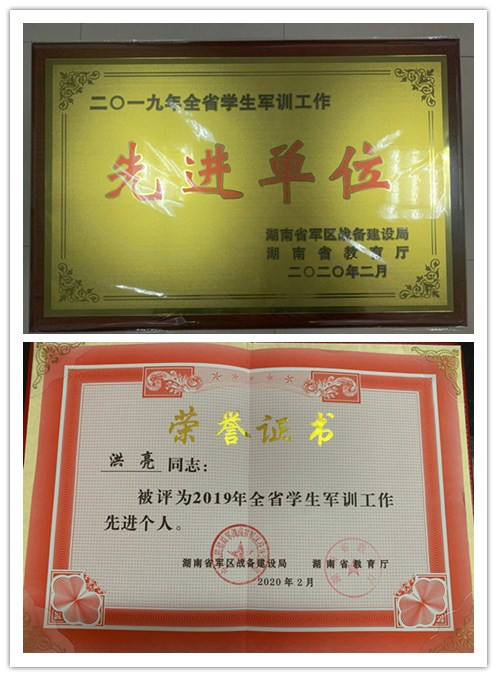 二〇一九年全省学生军训工作
先进单位
湖南省军区战备建设局
湖南省教育厅
二〇二〇年二月
荣誉证书
洪亮同志:
被评为2019年全省学生军训工作
先进个人。
湖南省军区战备建设局 湖南省教育厅
2020年2月